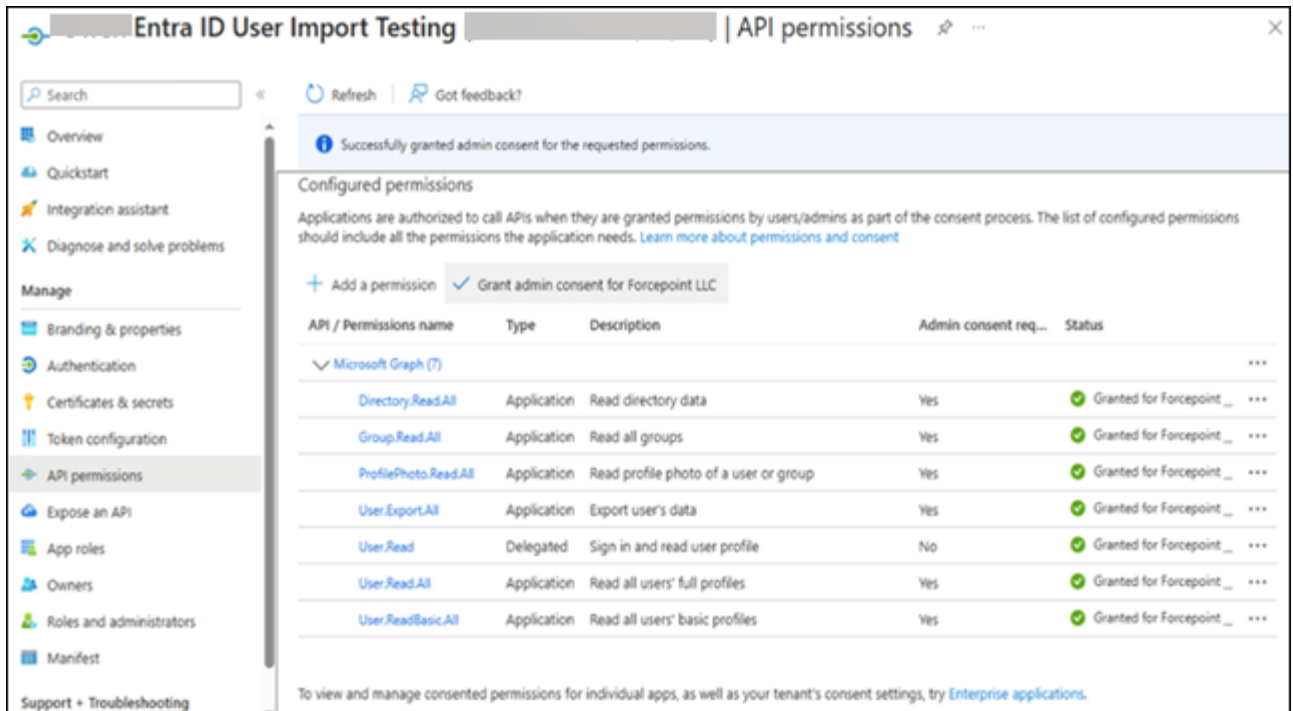 Entra ID User Import Testing | API permissions
Search
Refresh Got feedback?
Overview
Quickstart
Integration assistant
Diagnose and solve problems
Manage
Branding & properties
Authentication
Certificates & secrets
Token configuration
API permissions
Expose an API
App roles
Owners
Roles and administrators
Manifest
Support + Troubleshooting
Successfully granted admin consent for the requested permissions.
Configured permissions
Applications are authorized to call APIs when they are granted permissions by users/admins as part of the consent process. The list of configured permissions
should include all the permissions the application needs. Learn more about permissions and consent
Add a permission Grant admin consent for Forcepoint LLC
API / Permissions name Type Description Admin consent req... Status
Microsoft Graph (7)
Directory.Read.All Application Read directory data Yes Granted for Forcepoint ...
Group.Read.All Application Read all groups Yes Granted for Forcepoint ...
ProfilePhoto.Read.All Application Read profile photo of a user or group Yes Granted for Forcepoint ...
User.Export.All Application Export user's data Yes Granted for Forcepoint ...
User.Read Delegated Sign in and read user profile No Granted for Forcepoint ...
User.Read.All Application Read all users' full profiles Yes Granted for Forcepoint ...
User.ReadBasic.All Application Read all users' basic profiles Yes Granted for Forcepoint ...
To view and manage consented permissions for individual apps, as well as your tenant's consent settings, try Enterprise applications.